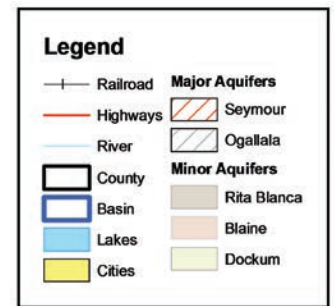 Legend
Railroad
Highways
River
County
Basin
Lakes
Cities
Major Aquifers
Seymour
Ogallala
Minor Aquifers
Rita Blanca
Blaine
Dockum